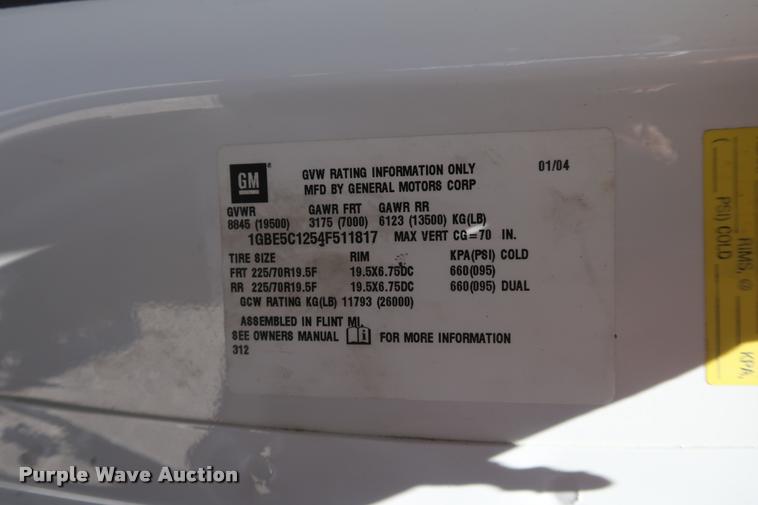 GM
GVW RATING INFORMATION ONLY 01/04
MFD BY GENERAL MOTORS CORP
GVWR GAWR FRT GAWR RR
8845 (19500) 3175 (7000) 6123 (13500) KG(LB)
1GBE5C1254F511817 MAX VERT CG=70 IN.
TIRE SIZE RIM KPA(PSI) COLD
FRT 225/70R19.5F 19.5X6.75DC 660(095)
RR 225/70R19.5F 19.5X6.75DC 660(095) DUAL
GCW RATING KG(LB) 11793 (26000)
ASSEMBLED IN FLINT MI.
SEE OWNERS MANUAL FOR MORE INFORMATION
312
( PSI) COLD
RIMS, @
KPA,
Purple Wave Auction